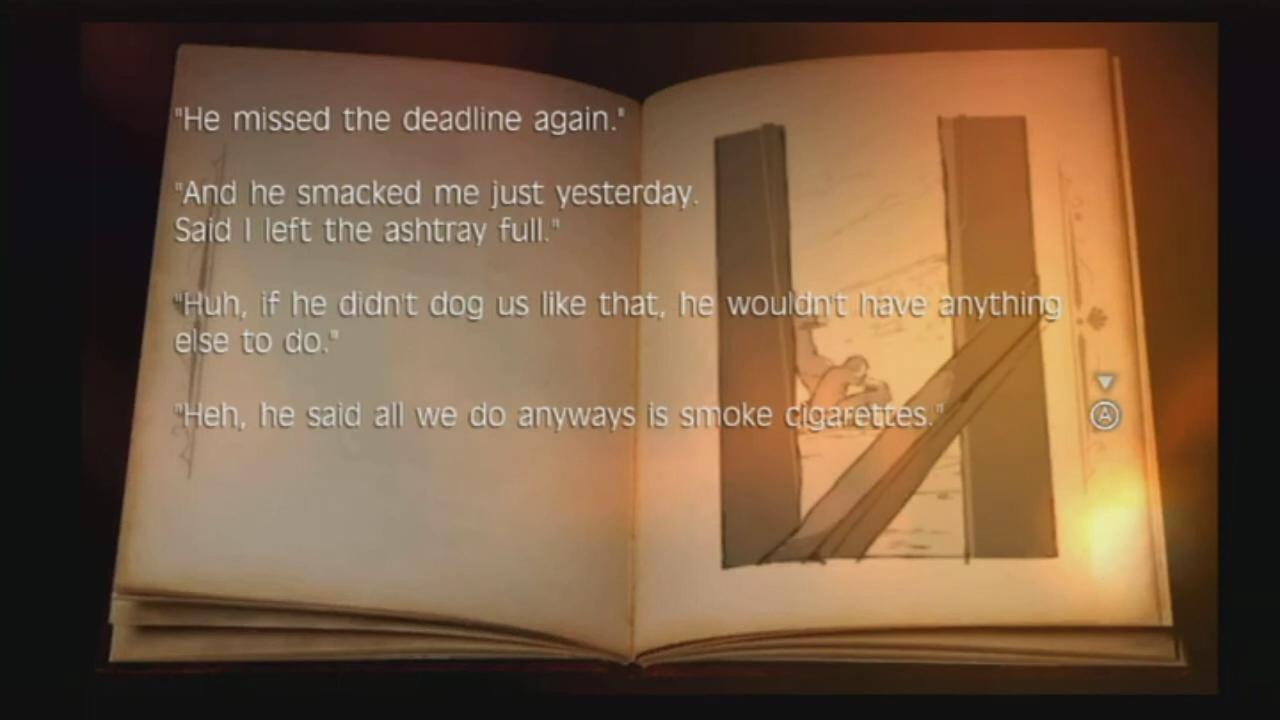 "He missed the deadline again."
"And he smacked me just yesterday.
Said I left the ashtray full."
"Huh, if he didn't dog us like that, he wouldn't have anything
else to do."
"Heh, he said all we do anyways is smoke cigarettes."
A